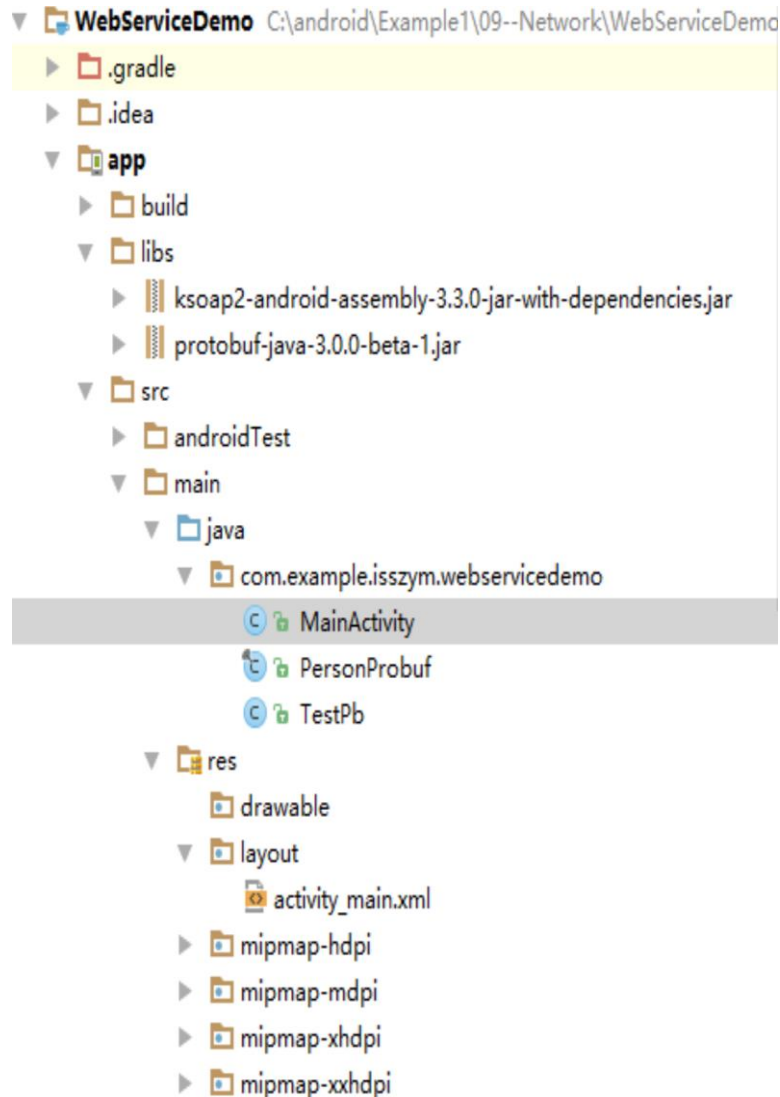 WebServiceDemo C:\android\Example1\09--Network\WebServiceDemo
.gradle
.idea
app
build
libs
ksoap2-android-assembly-3.3.0-jar-with-dependencies.jar
protobuf-java-3.0.0-beta-1.jar
src
androidTest
main
java
com.example.isszym.webservicedemo
C MainActivity
C PersonProbuf
C TestPb
res
drawable
layout
activity_main.xml
mipmap-hdpi
mipmap-mdpi
mipmap-xhdpi
mipmap-xxhdpi